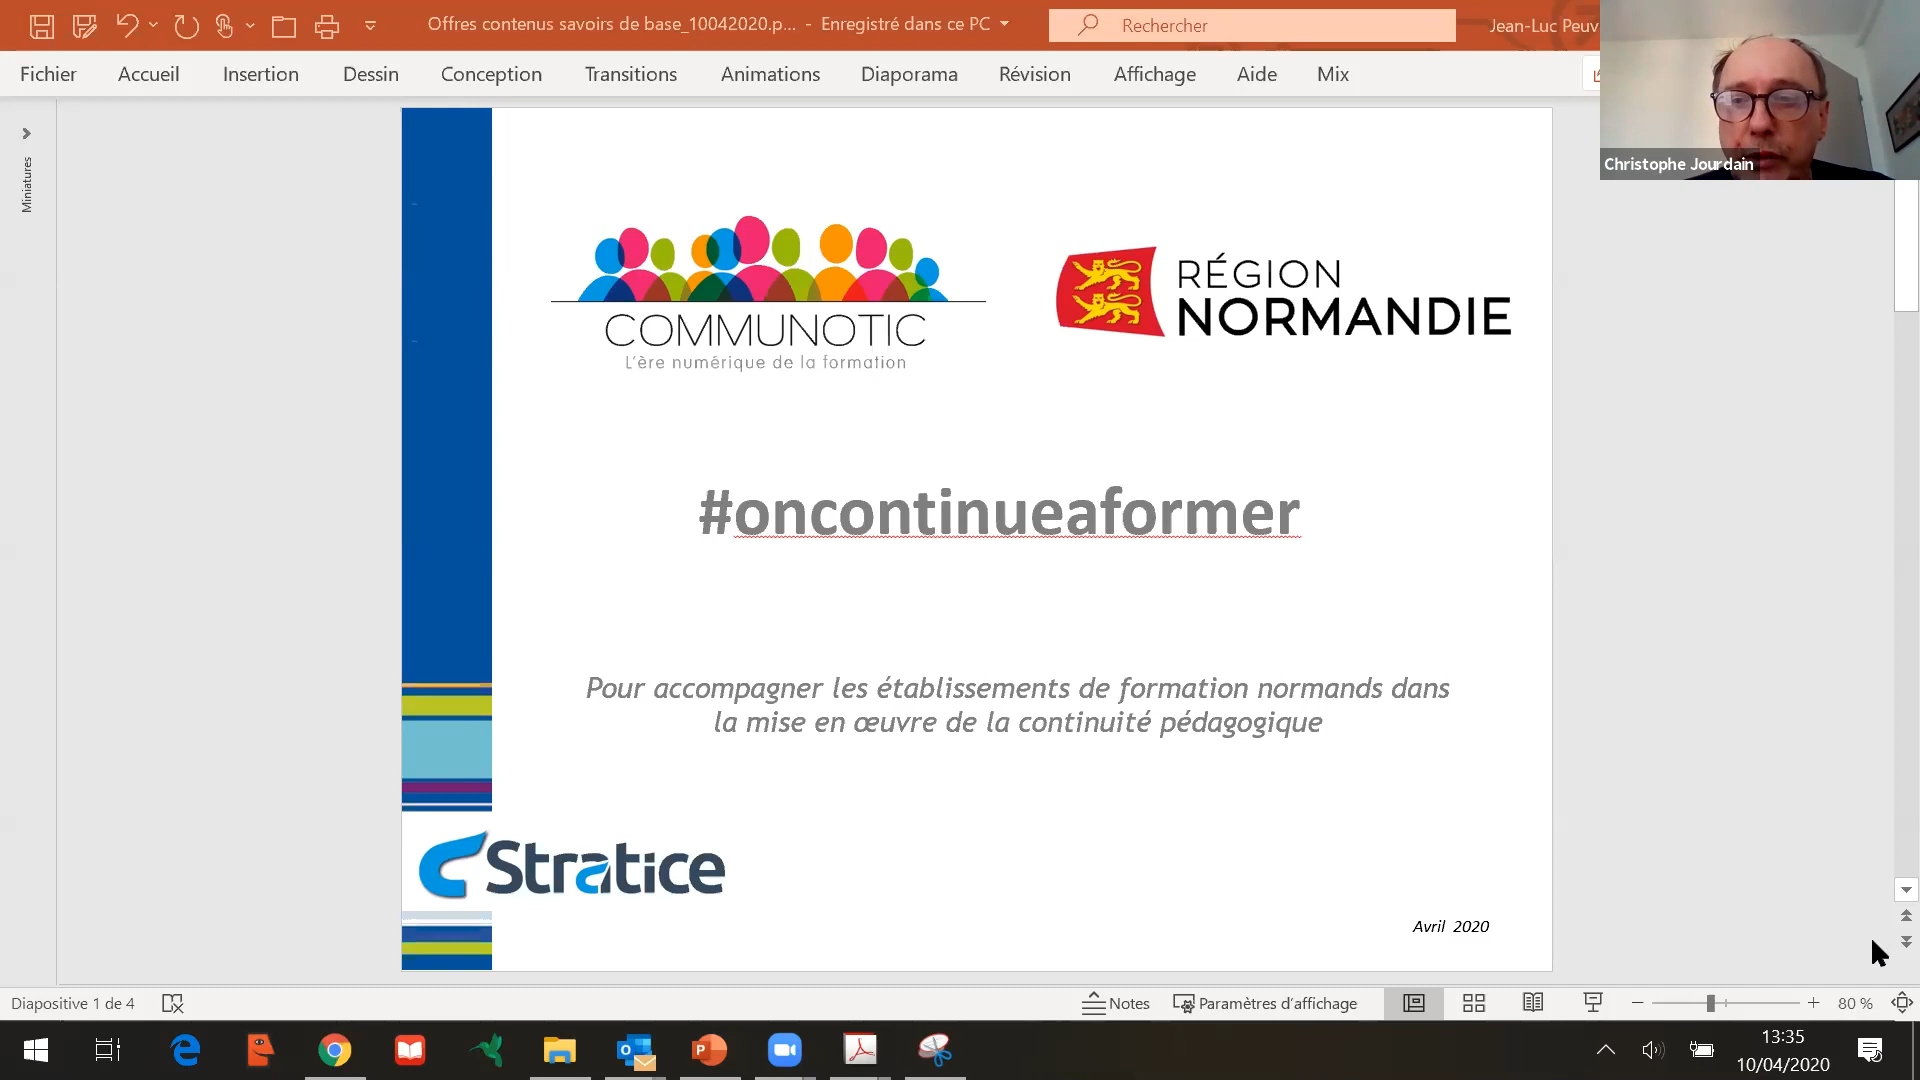 Offres contenus savoirs de base_10042020.p... - Enregistré dans ce PC
Rechercher
Jean-Luc Peuv
Fichier Accueil Insertion Dessin Conception Transitions Animations Diaporama Révision Affichage Aide Mix
Christophe Jourdain
Miniatures
COMMUNOTIC
L'ère numérique de la formation
RÉGION
NORMANDIE
#oncontinueaformer
Pour accompagner les établissements de formation normands dans
la mise en œuvre de la continuité pédagogique
Stratice
Avril 2020
Diapositive 1 de 4
Notes
Paramètres d'affichage
80 %
13:35
10/04/2020